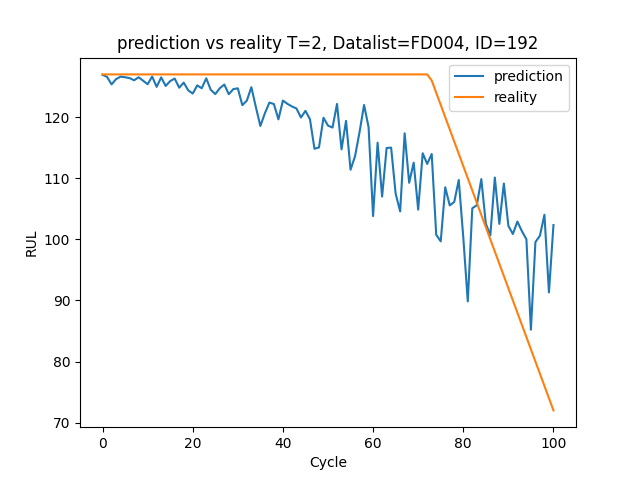 prediction vs reality T=2, Datalist=FD004, ID=192
prediction
reality
120
110
100
90
80
70
RUL
0 20 40 60 80 100
Cycle